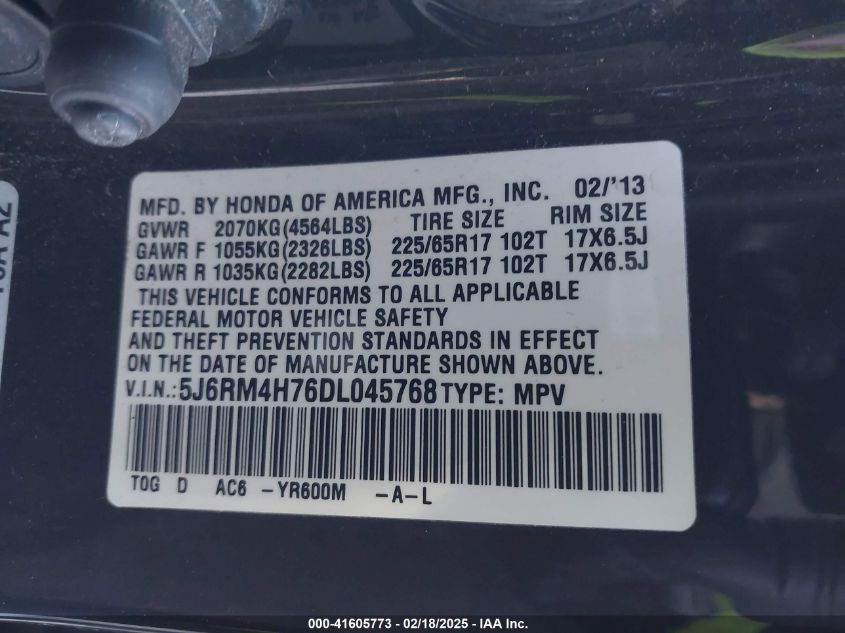 MFD. BY HONDA OF AMERICA MFG., INC. 02/'13
GVWR 2070KG(4564LBS) TIRE SIZE RIM SIZE
GAWR F 1055KG(2326LBS) 225/65R17 102T 17X6.5J
GAWR R 1035KG(2282LBS) 225/65R17 102T 17X6.5J
THIS VEHICLE CONFORMS TO ALL APPLICABLE
FEDERAL MOTOR VEHICLE SAFETY
AND THEFT PREVENTION STANDARDS IN EFFECT
ON THE DATE OF MANUFACTURE SHOWN ABOVE.
V.I.N.:5J6RM4H76DL045768 TYPE: MPV
TOG D AC6 -YR600M -A-L
000-41605773 - 02/18/2025 - IAA Inc.